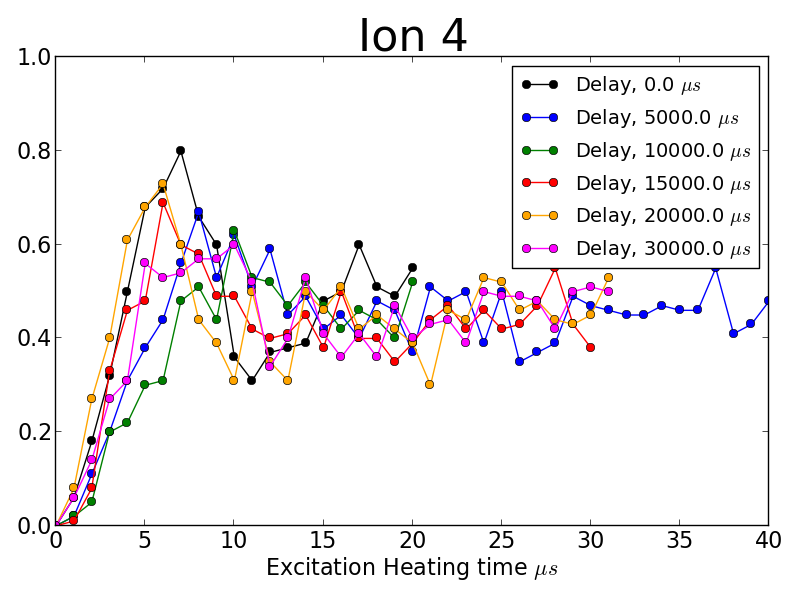 Ion 4
1.0
0.8
0.6
0.4
0.2
0.0
Delay, 0.0 μs
Delay, 5000.0 μs
Delay, 10000.0 μs
Delay, 15000.0 μs
Delay, 20000.0 μs
Delay, 30000.0 μs
0 5 10 15 20 25 30 35 40
Excitation Heating time μs